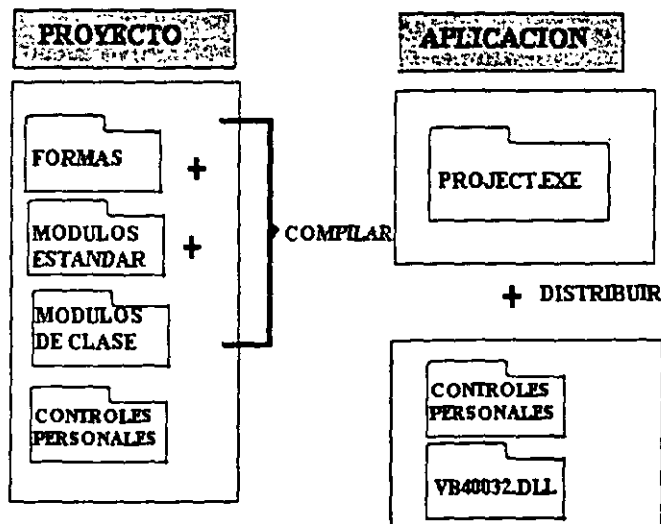 PROYECTO
FORMAS
+
MODULOS
ESTANDAR
+
MODULOS
DE CLASE
CONTROLES
PERSONALES
COMPILAR
APLICACION
PROJECT.EXE
+ DISTRIBUIR
CONTROLES
PERSONALES
VB40032.DLL